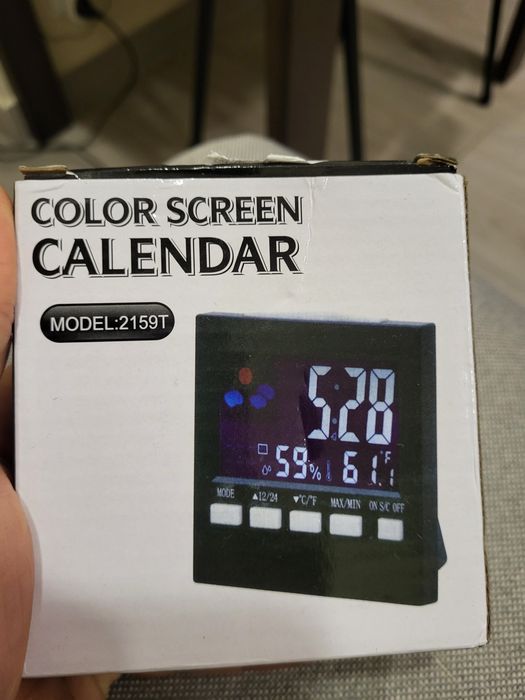 COLOR SCREEN
CALENDAR
MODEL:2159T
5:28
59% 61.1 °F
MODE ▲12/24 ▼°C/°F MAX/MIN ON S/C OFF